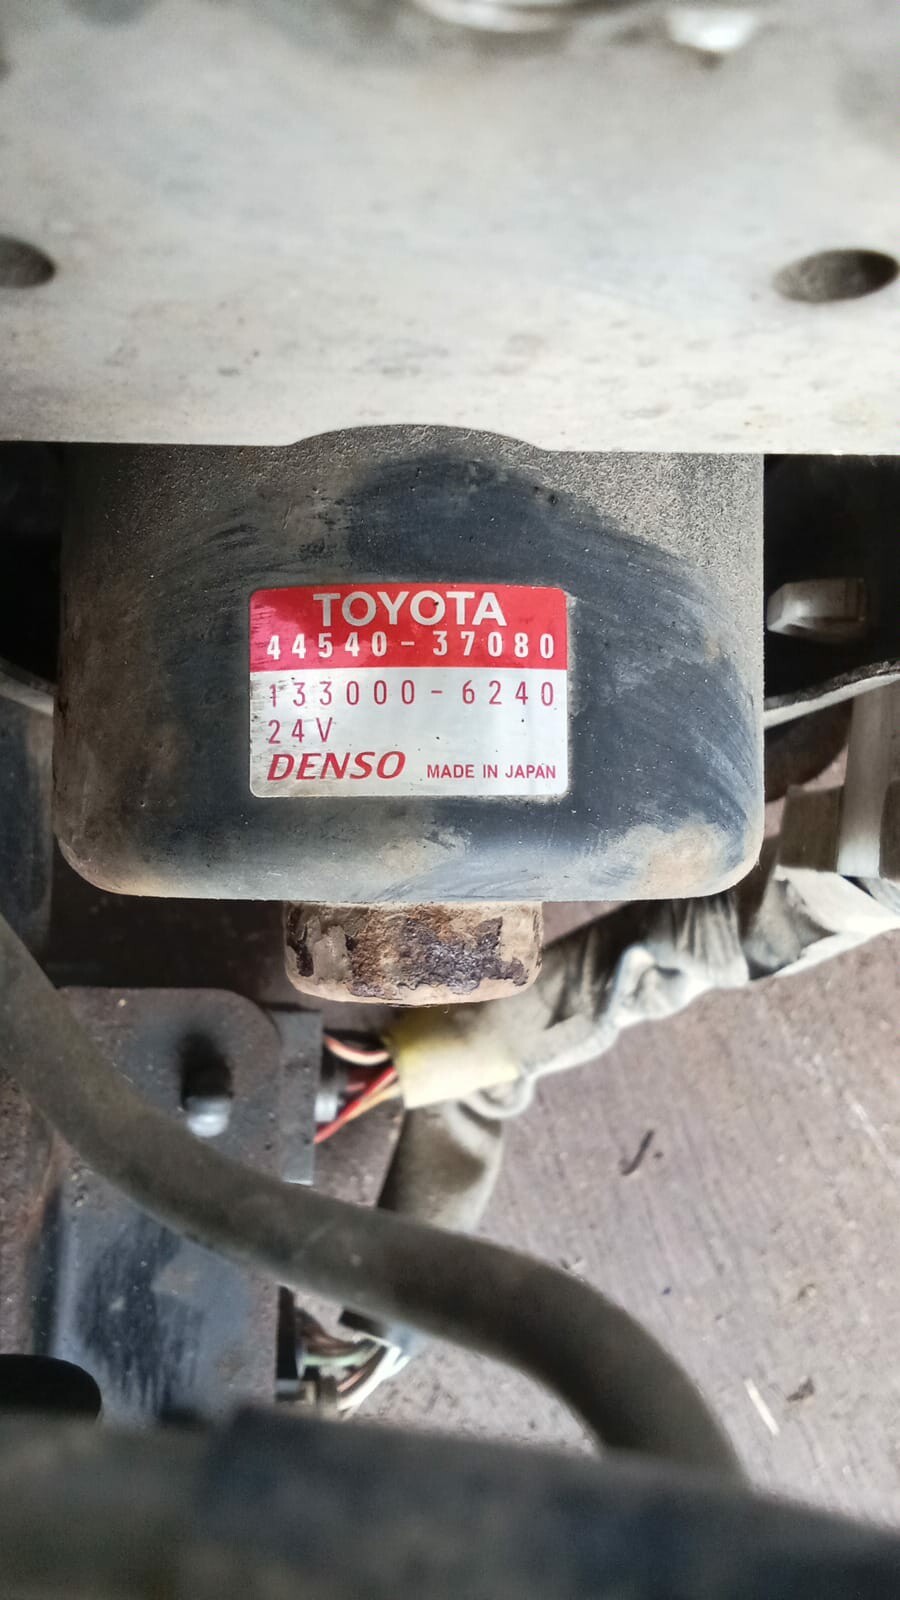 TOYOTA
44540-37080
133000-6240
24V
DENSO MADE IN JAPAN